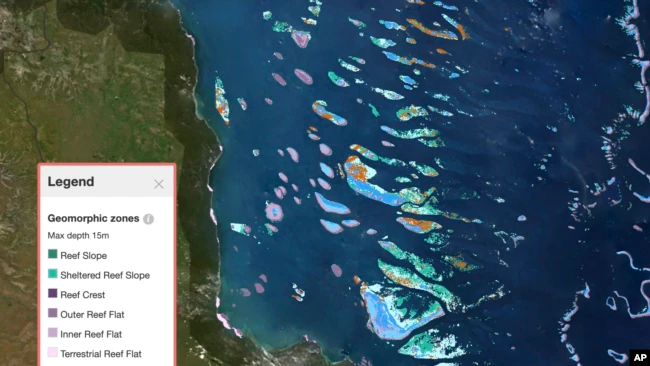 Legend
Geomorphic zones
Max depth 15m
Reef Slope
Sheltered Reef Slope
Reef Crest
Outer Reef Flat
Inner Reef Flat
Terrestrial Reef Flat
AP